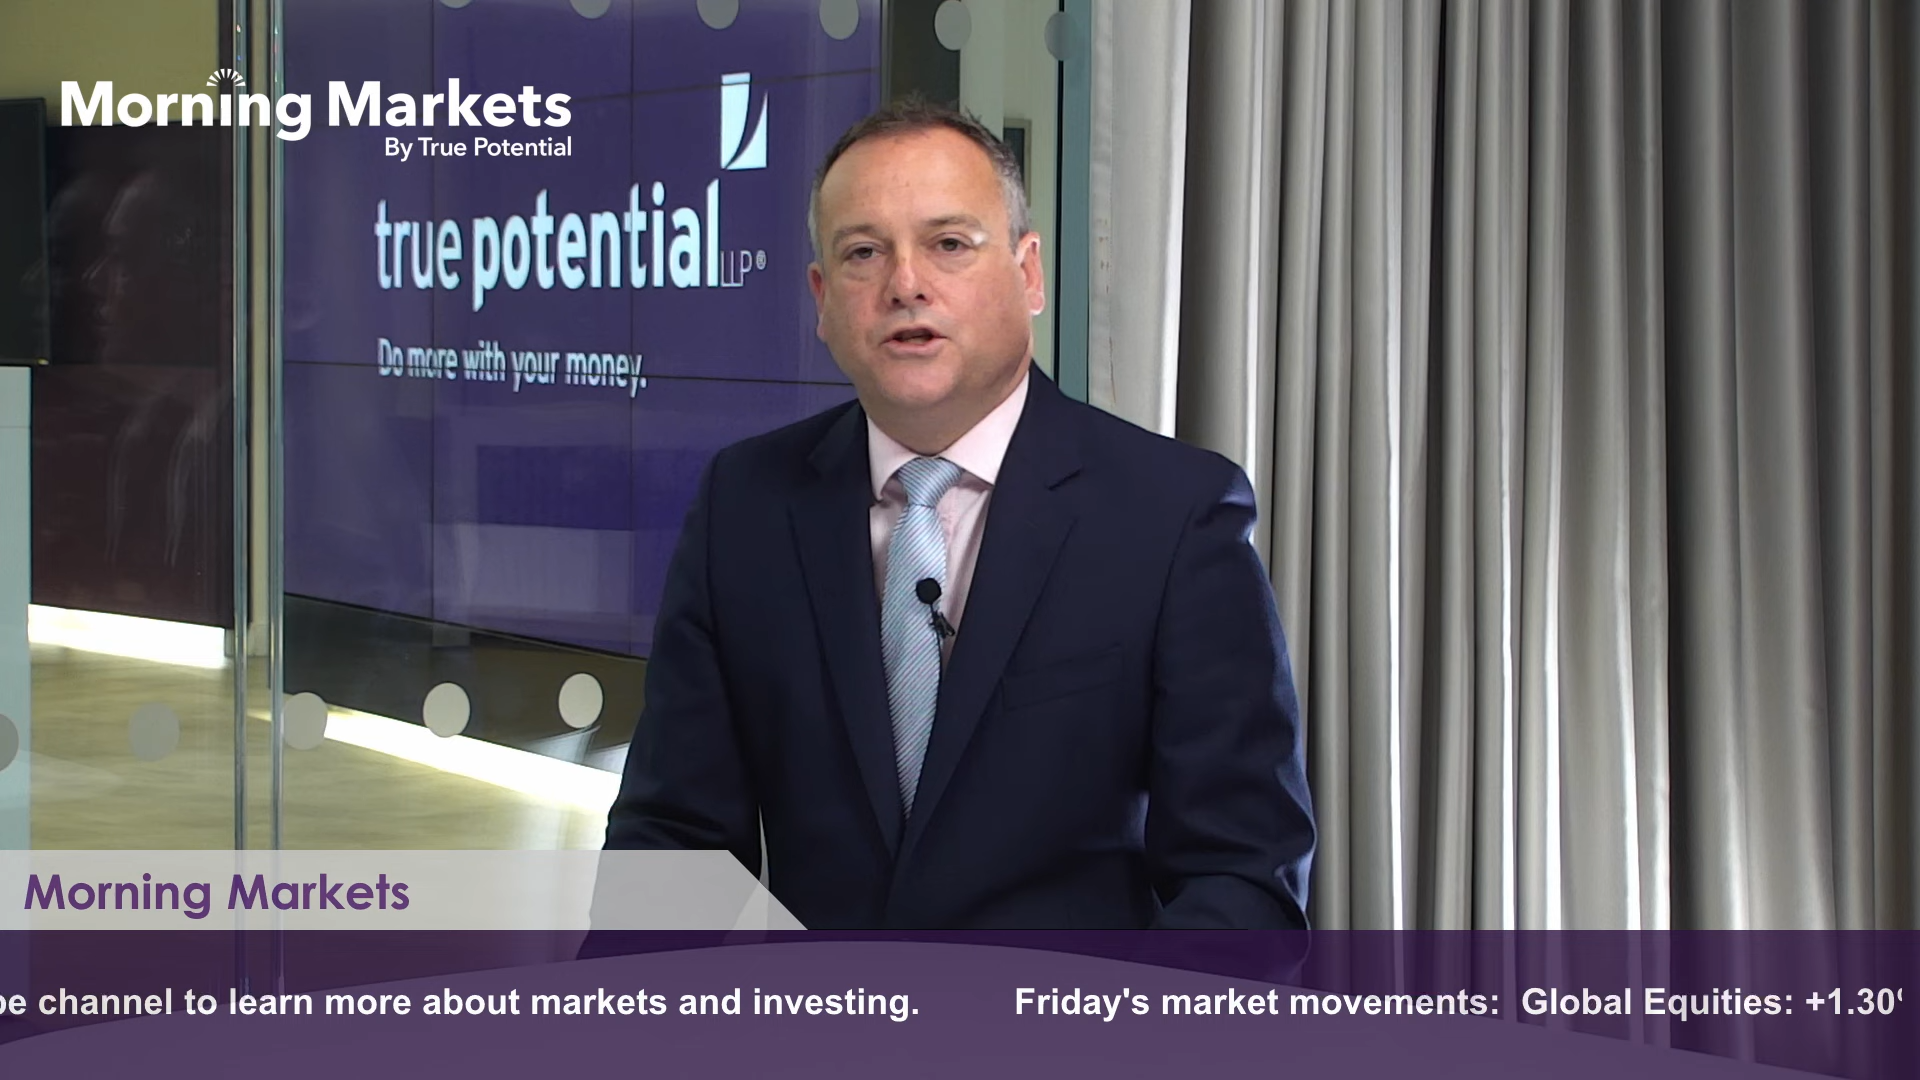 Morning Markets
By True Potential
true potential LLP®
Do more with your money.
Morning Markets
channel to learn more about markets and investing. Friday's market movements: Global Equities: +1.30